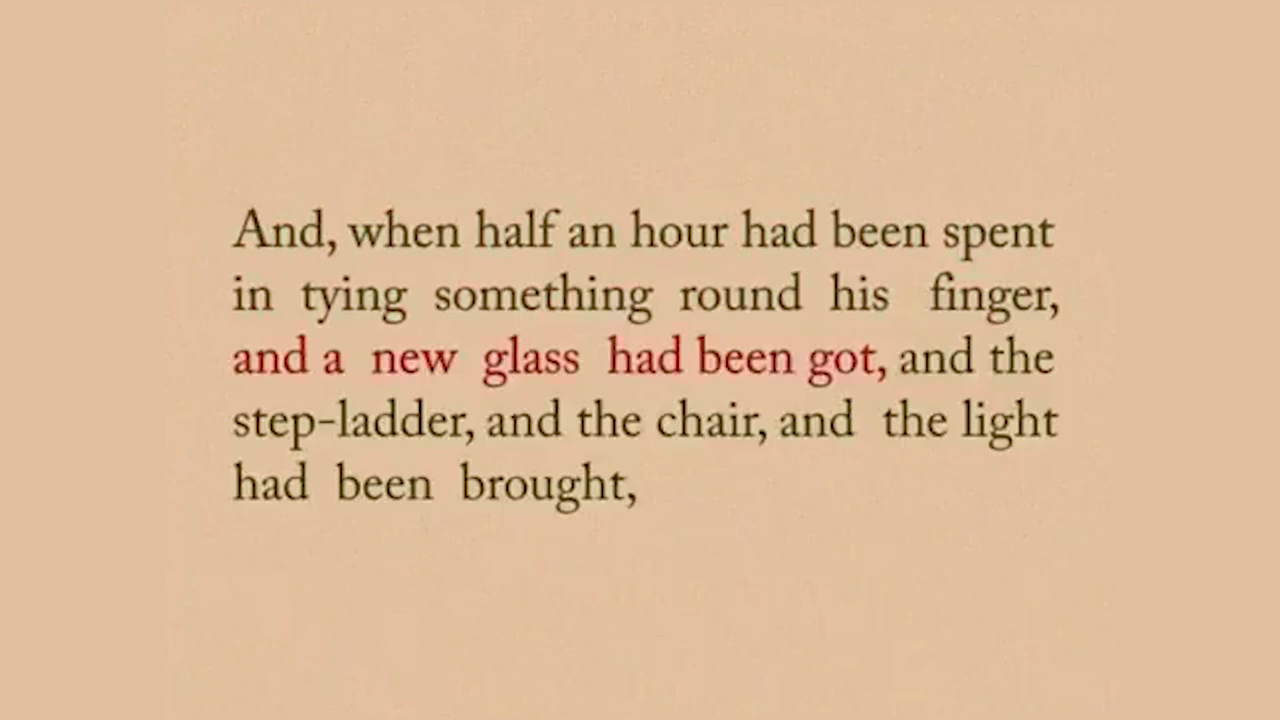 And, when half an hour had been spent
in tying something round his finger,
and a new glass had been got, and the
step-ladder, and the chair, and the light
had been brought,